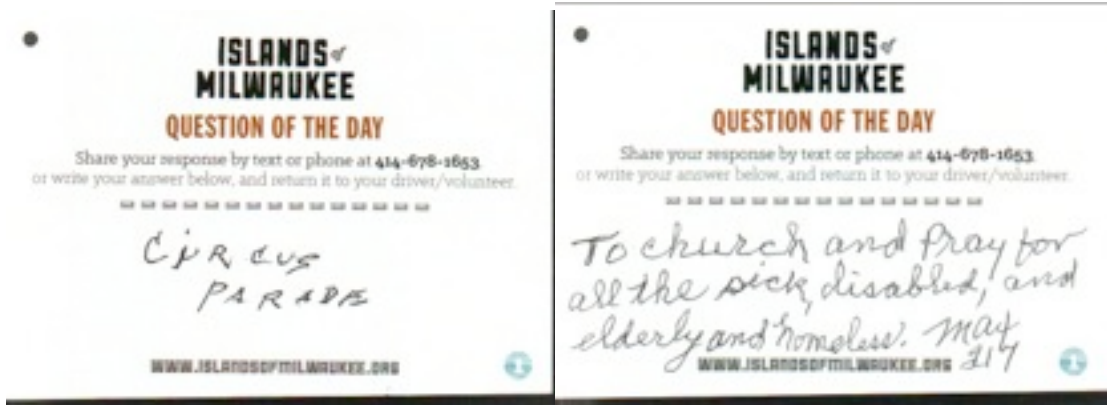 ISLANDS of
MILWAUKEE
QUESTION OF THE DAY
Share your response by text or phone at 414-678-1653,
or write your answer below, and return it to your driver/volunteer.
CiRcus
PARADE
WWW.ISLANDSOFMILWAUKEE.ORG
ISLANDS of
MILWAUKEE
QUESTION OF THE DAY
Share your response by text or phone at 414-678-1653,
or write your answer below, and return it to your driver/volunteer.
To church and Pray for
all the sick, disabled, and
elderly and homeless. May
WWW.ISLANDSOFMILWAUKEE.ORG